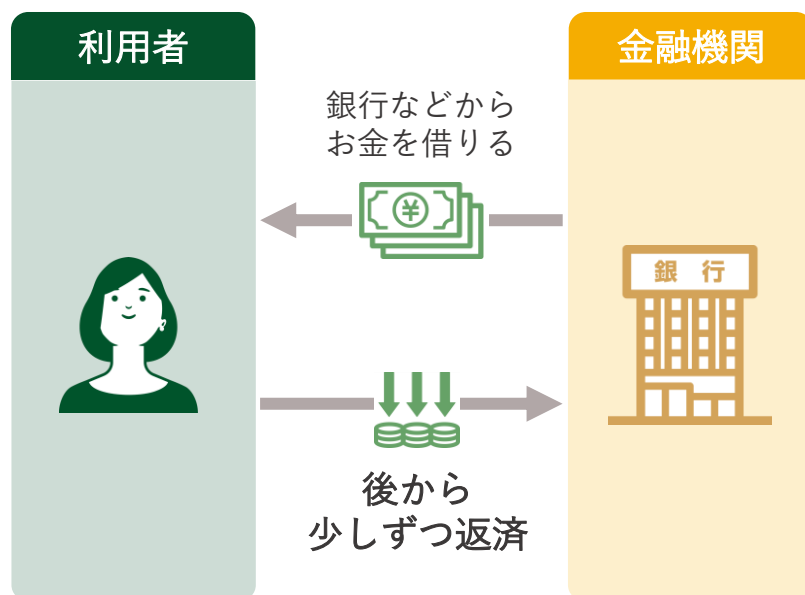 利用者
金融機関
銀行などから
お金を借りる
¥
銀行
後から
少しずつ返済